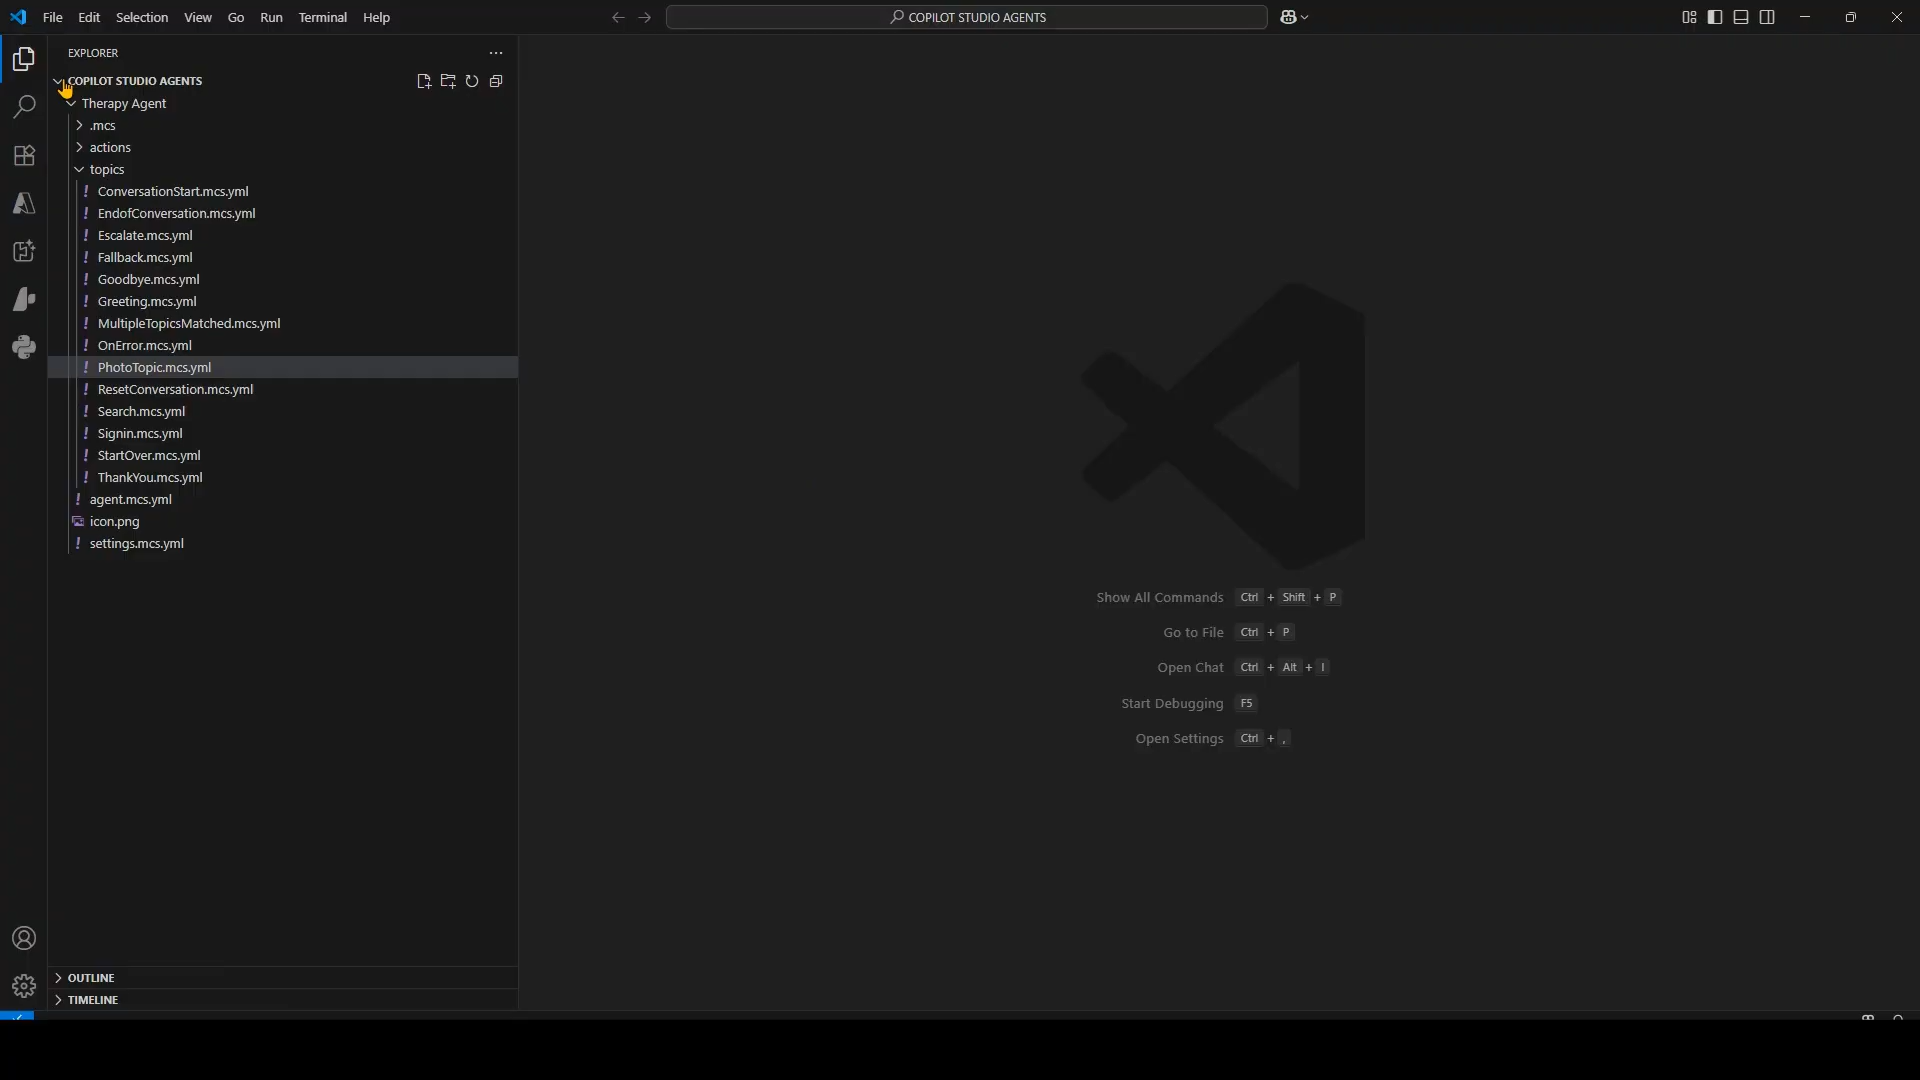 File Edit Selection View Go Run Terminal Help
COPILOT STUDIO AGENTS
EXPLORER
COPILOT STUDIO AGENTS
Therapy Agent
.mcs
actions
topics
ConversationStart.mcs.yml
EndofConversation.mcs.yml
Escalate.mcs.yml
Fallback.mcs.yml
Goodbye.mcs.yml
Greeting.mcs.yml
MultipleTopicsMatched.mcs.yml
OnError.mcs.yml
PhotoTopic.mcs.yml
ResetConversation.mcs.yml
Search.mcs.yml
Signin.mcs.yml
StartOver.mcs.yml
ThankYou.mcs.yml
agent.mcs.yml
icon.png
settings.mcs.yml
Show All Commands Ctrl + Shift + P
Go to File Ctrl + P
Open Chat Ctrl + Alt + I
Start Debugging F5
Open Settings Ctrl + ,
OUTLINE
TIMELINE